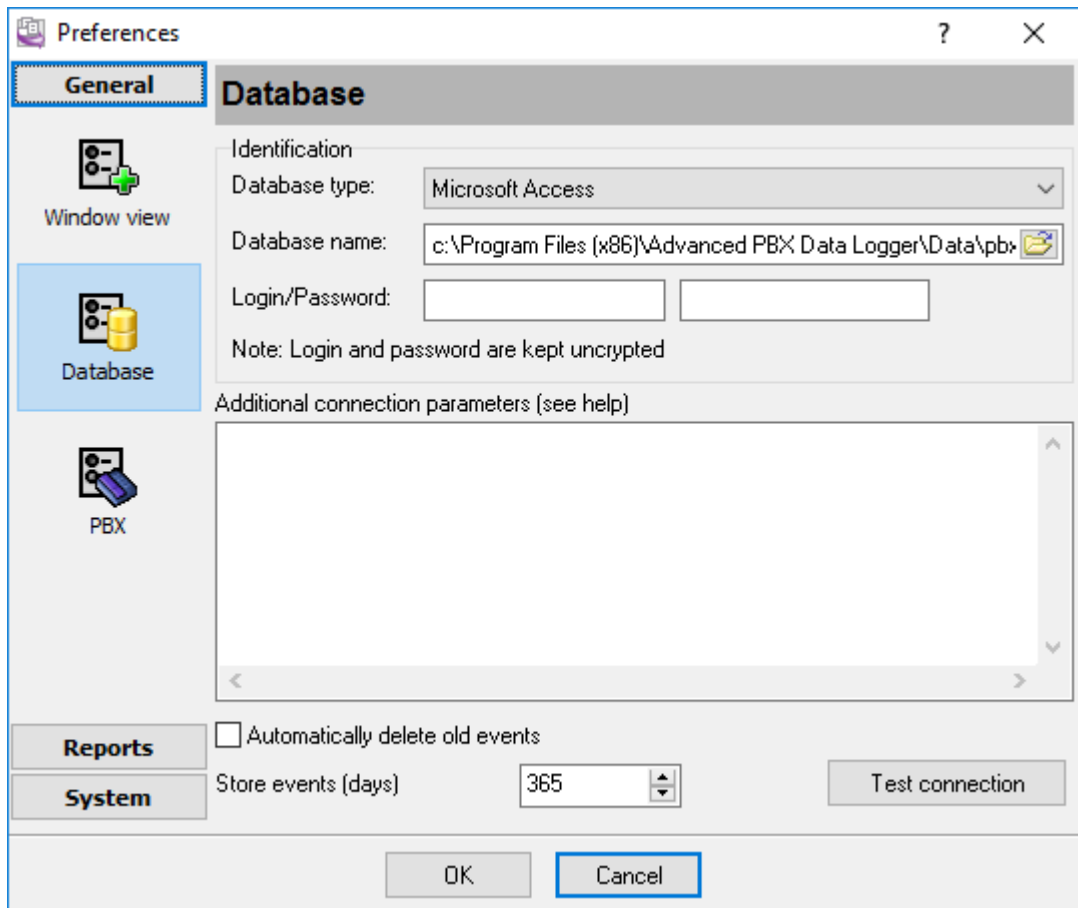 Preferences
General
Database
Identification
Database type:
Microsoft Access
Window view
Database name:
c:\Program Files (x86)\Advanced PBX Data Logger\Data\pbx
Login/Password:
Note: Login and password are kept uncrypted
Database
Additional connection parameters (see help)
PBX
Reports
Automatically delete old events
System
Store events (days)
365
Test connection
OK
Cancel